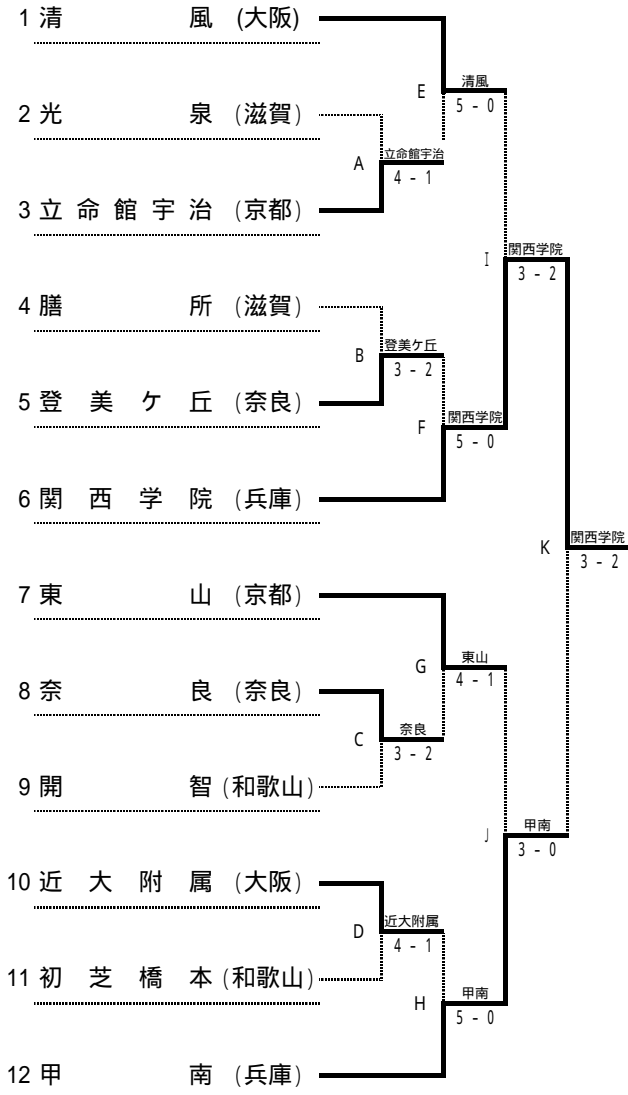 1 清風 (大阪)
清風
E
5 - 0
2 光泉 (滋賀)
立命館宇治
A
4 - 1
3 立命館宇治 (京都)
関西学院
I
3 - 2
4 膳所 (滋賀)
登美ケ丘
B
3 - 2
5 登美ケ丘 (奈良)
関西学院
F
5 - 0
6 関西学院 (兵庫)
関西学院
K
3 - 2
7 東山 (京都)
東山
G
4 - 1
8 奈良 (奈良)
奈良
C
3 - 2
9 開智 (和歌山)
甲南
J
3 - 0
10 近大附属 (大阪)
近大附属
D
4 - 1
11 初芝橋本 (和歌山)
甲南
H
5 - 0
12 甲南 (兵庫)